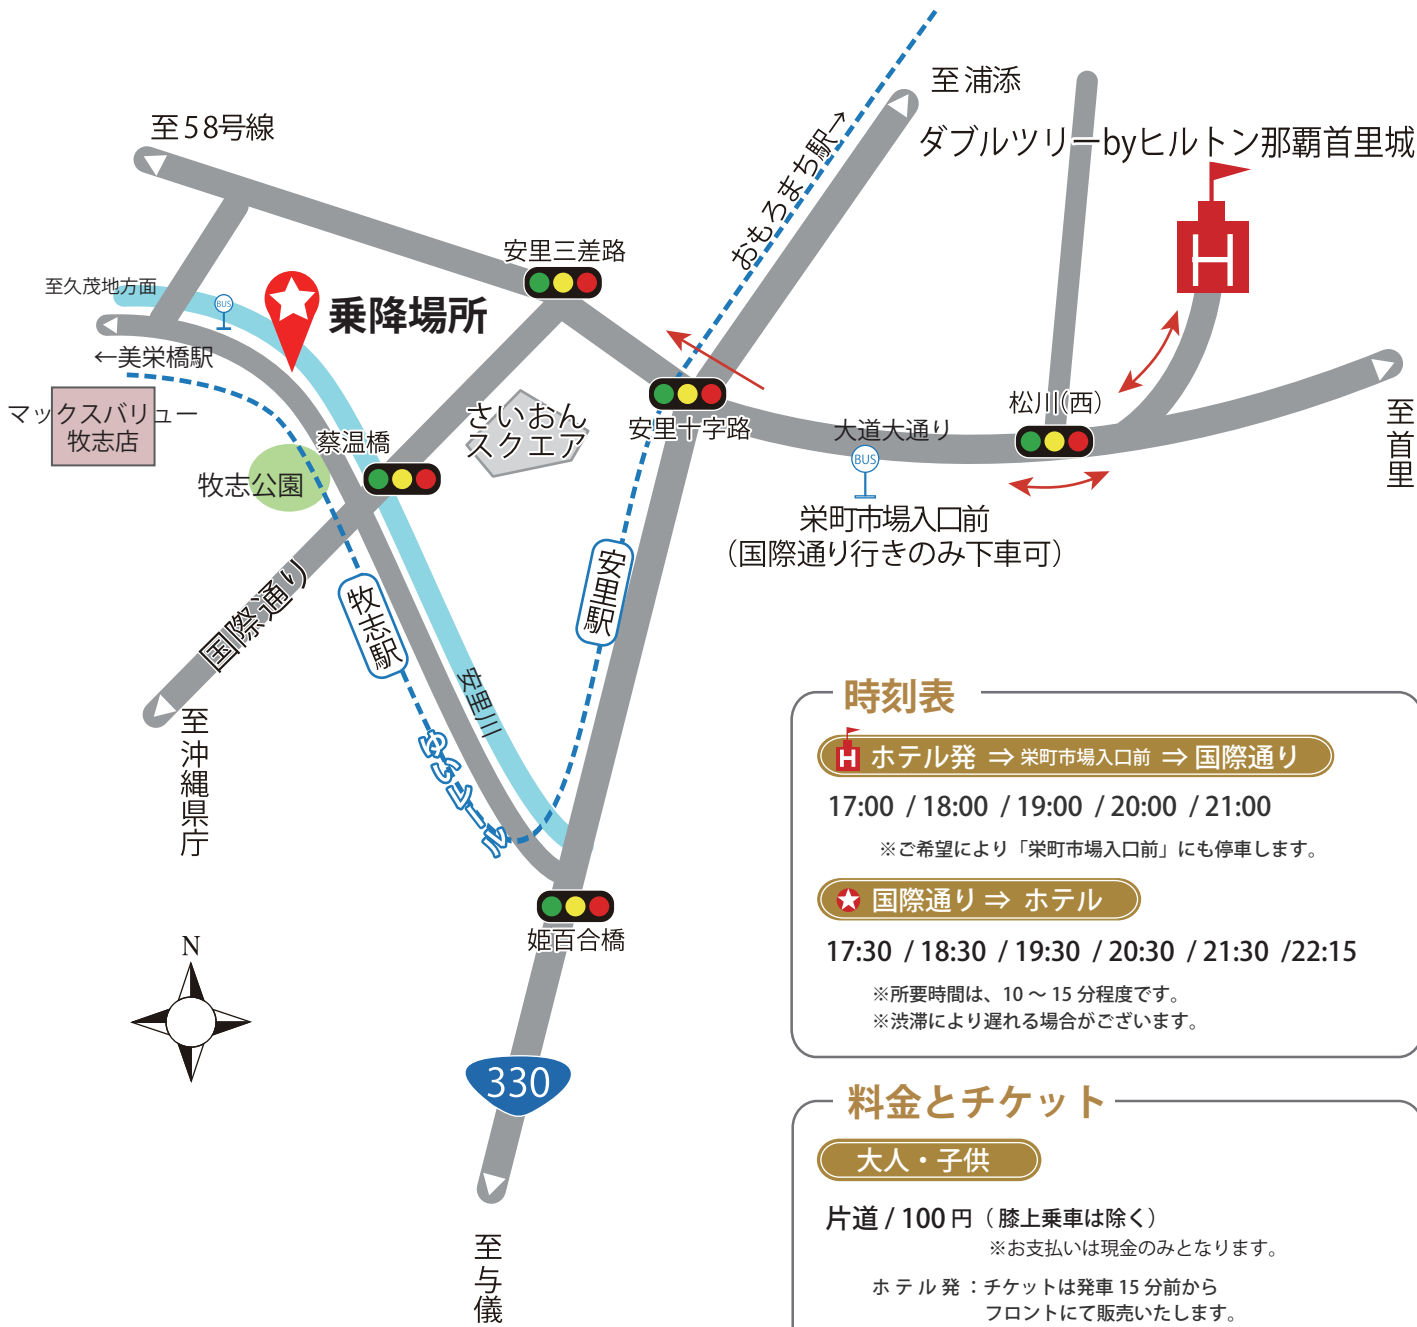 至浦添
ダブルツリーbyヒルトン那覇首里城
至58号線
おもろまち駅→
安里三差路
至久茂地方面
BUS
乗降場所
←美栄橋駅
マックスバリュー
牧志店
さいおん
スクエア
安里十字路
大道大通り
松川(西)
至首里
蔡温橋
牧志公園
BUS
栄町市場入口前
(国際通り行きのみ下車可)
国際通り
牧志駅
安里駅
安里川
ゆいレール
至沖縄県庁
姫百合橋
N
330
至与儀
時刻表
H ホテル発 ⇒ 栄町市場入口前 ⇒ 国際通り
17:00 / 18:00 / 19:00 / 20:00 / 21:00
※ご希望により「栄町市場入口前」にも停車します。
国際通り ⇒ ホテル
17:30 / 18:30 / 19:30 / 20:30 / 21:30 /22:15
※所要時間は、10 ～ 15 分程度です。
※渋滞により遅れる場合がございます。
料金とチケット
大人・子供
片道 / 100 円 ( 膝上乗車は除く)
※お支払いは現金のみとなります。
ホテル発：チケットは発車 15 分前から
フロントにて販売いたします。
H